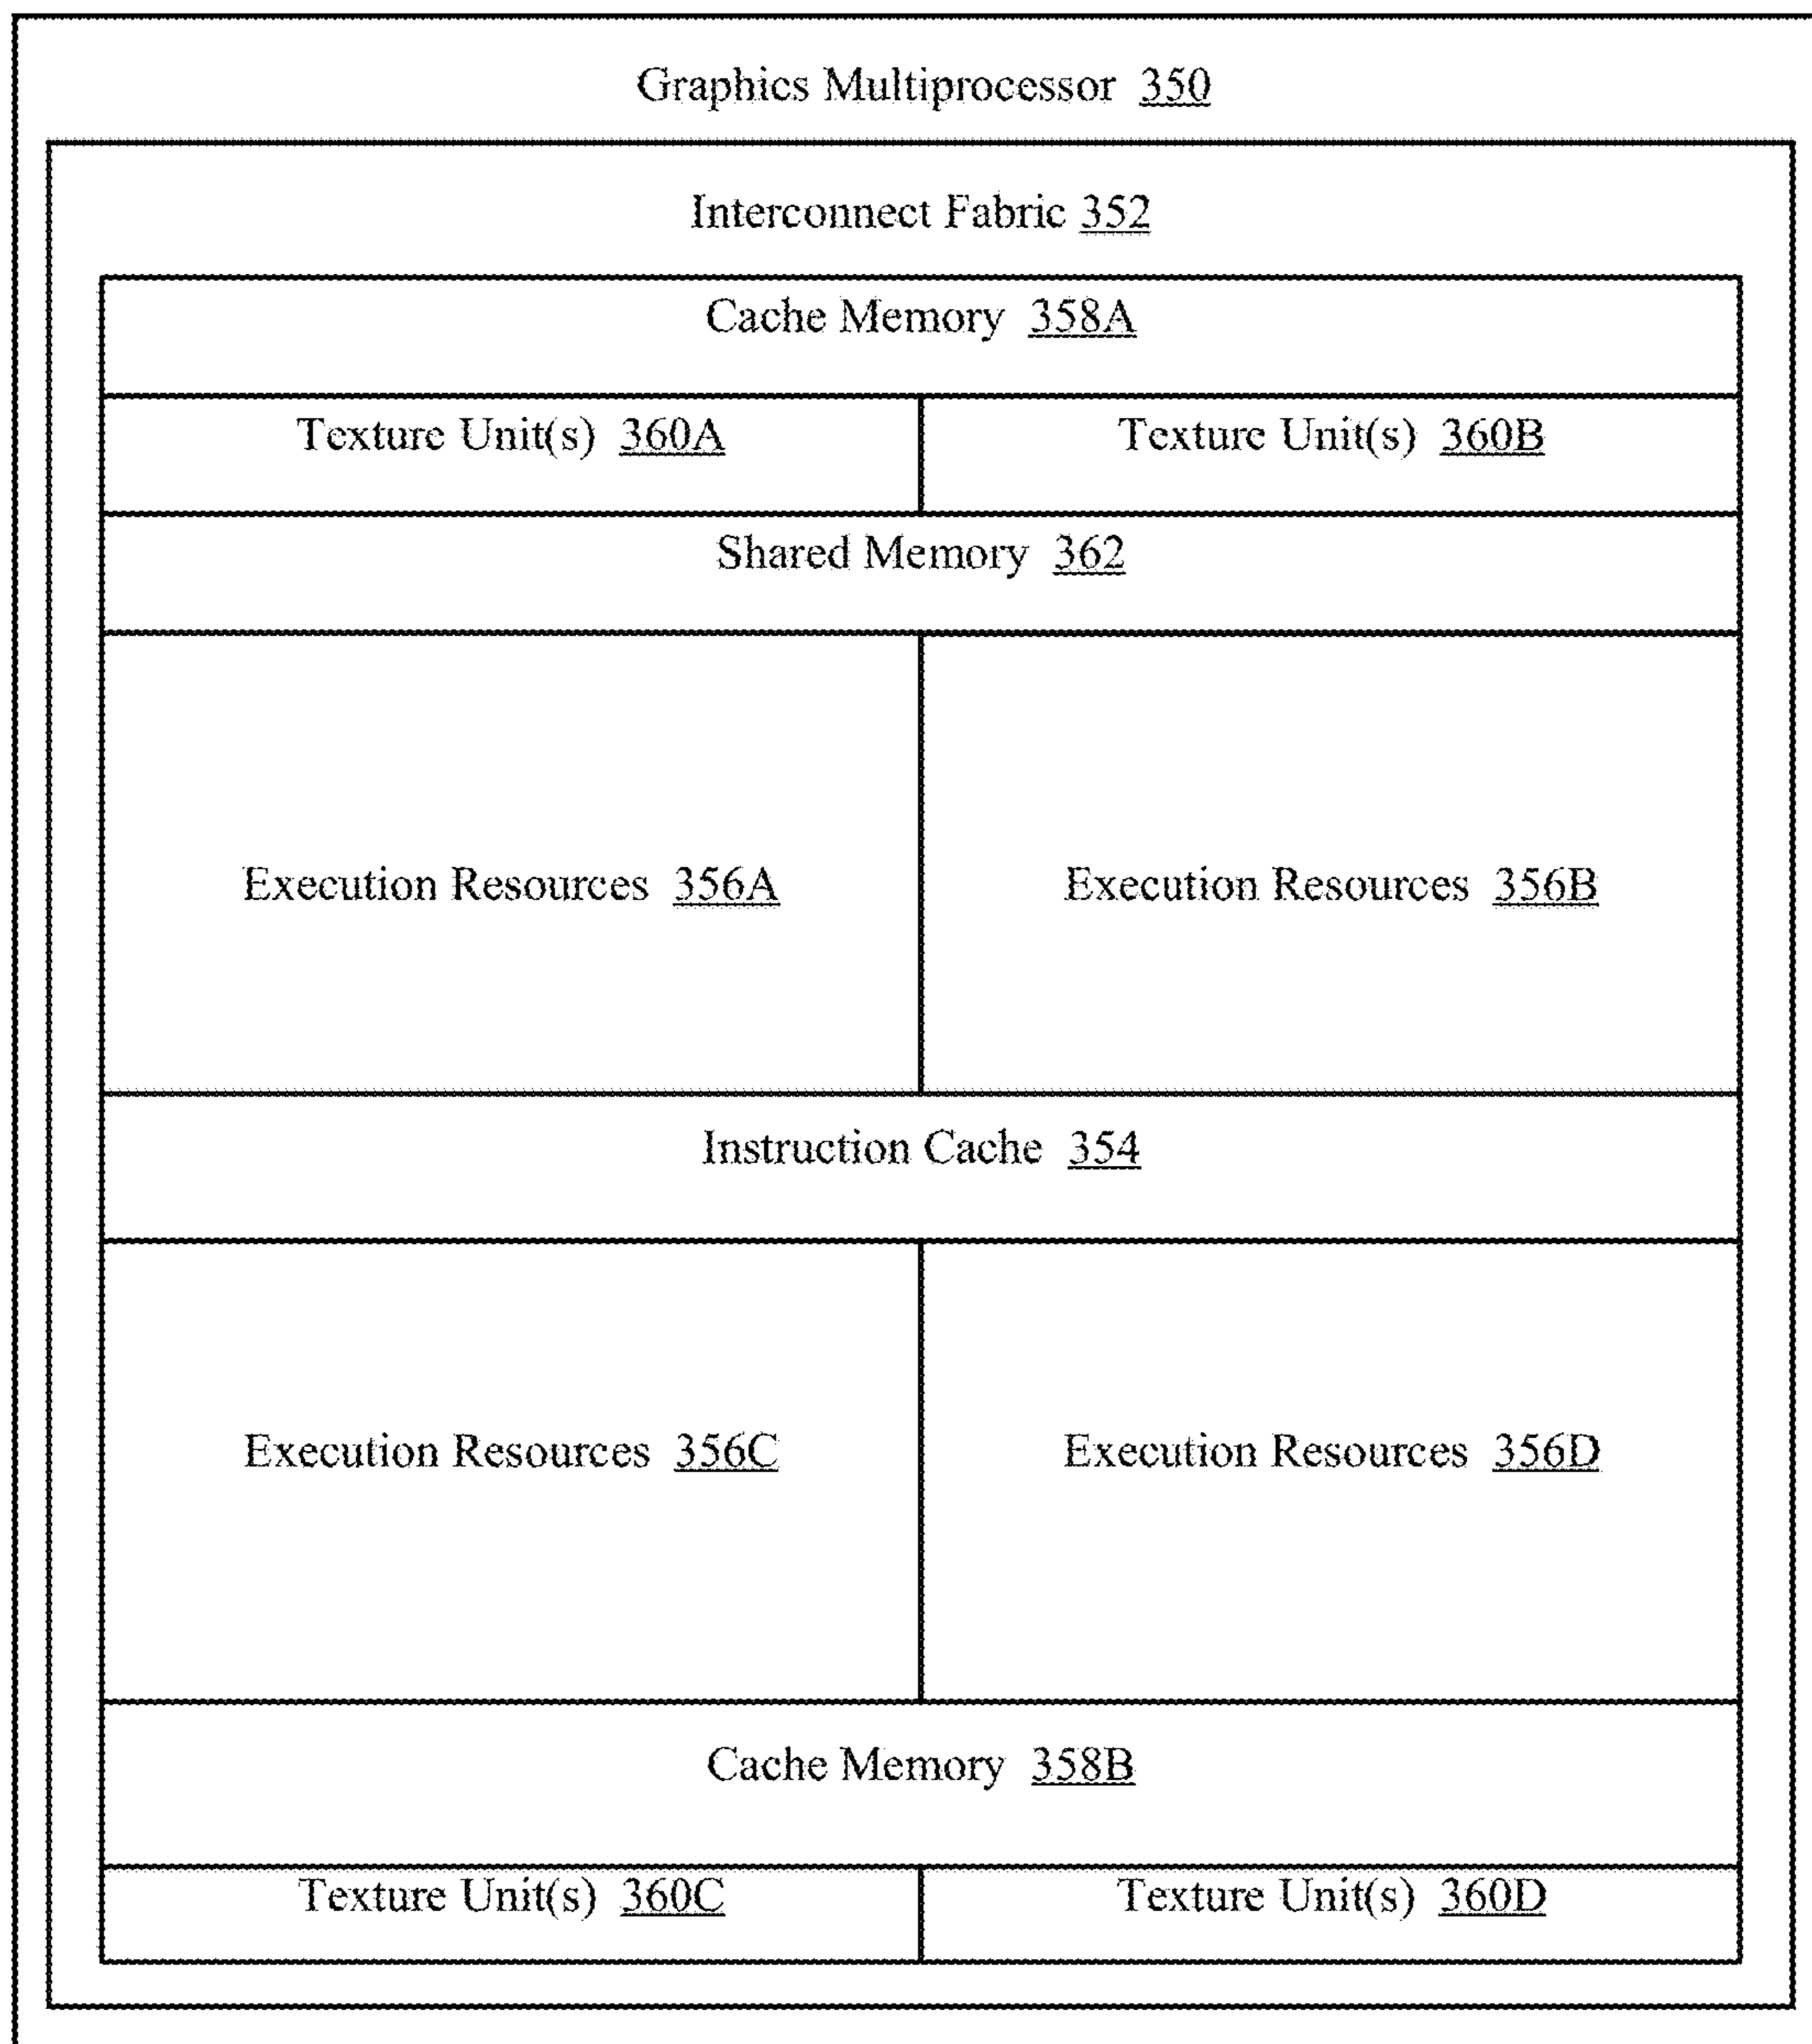 Graphics Multiprocessor 350
Interconnect Fabric 352
Cache Memory 358A
Texture Unit(s) 360A
Texture Unit(s) 360B
Shared Memory 362
Execution Resources 356A
Execution Resources 356B
Instruction Cache 354
Execution Resources 356C
Execution Resources 356D
Cache Memory 358B
Texture Unit(s) 360C
Texture Unit(s) 360D